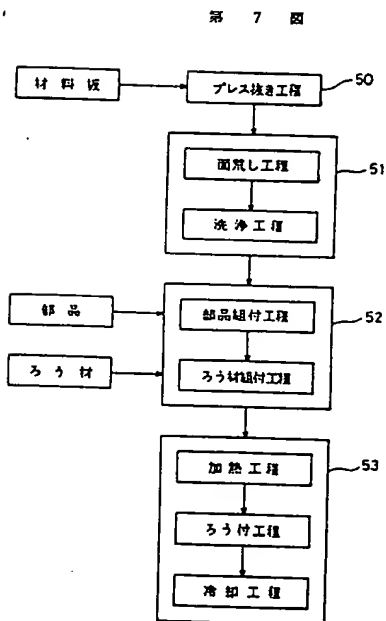 第 7 図
材料板
プレス抜き工程
50
面荒し工程
51
洗浄工程
部品
部品組付工程
52
ろう材
ろう材組付工程
加熱工程
53
ろう付工程
冷却工程